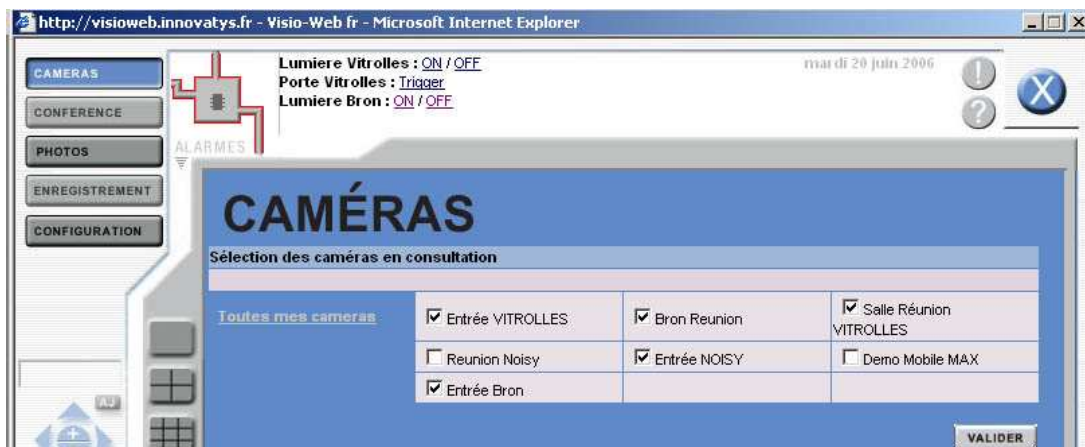 http://visioweb.innovatys.fr - Visio-Web fr - Microsoft Internet Explorer
CAMERAS
CONFERENCE
PHOTOS
ENREGISTREMENT
CONFIGURATION
Lumiere Vitrolles : ON / OFF
Porte Vitrolles : Trigger
Lumiere Bron : ON / OFF
mardi 20 juin 2006
!
?
X
ALARMES
CAMÉRAS
Sélection des caméras en consultation
Toutes mes cameras
Entrée VITROLLES
Bron Reunion
Salle Réunion
VITROLLES
Reunion Noisy
Entrée NOISY
Demo Mobile MAX
Entrée Bron
AJ
VALIDER